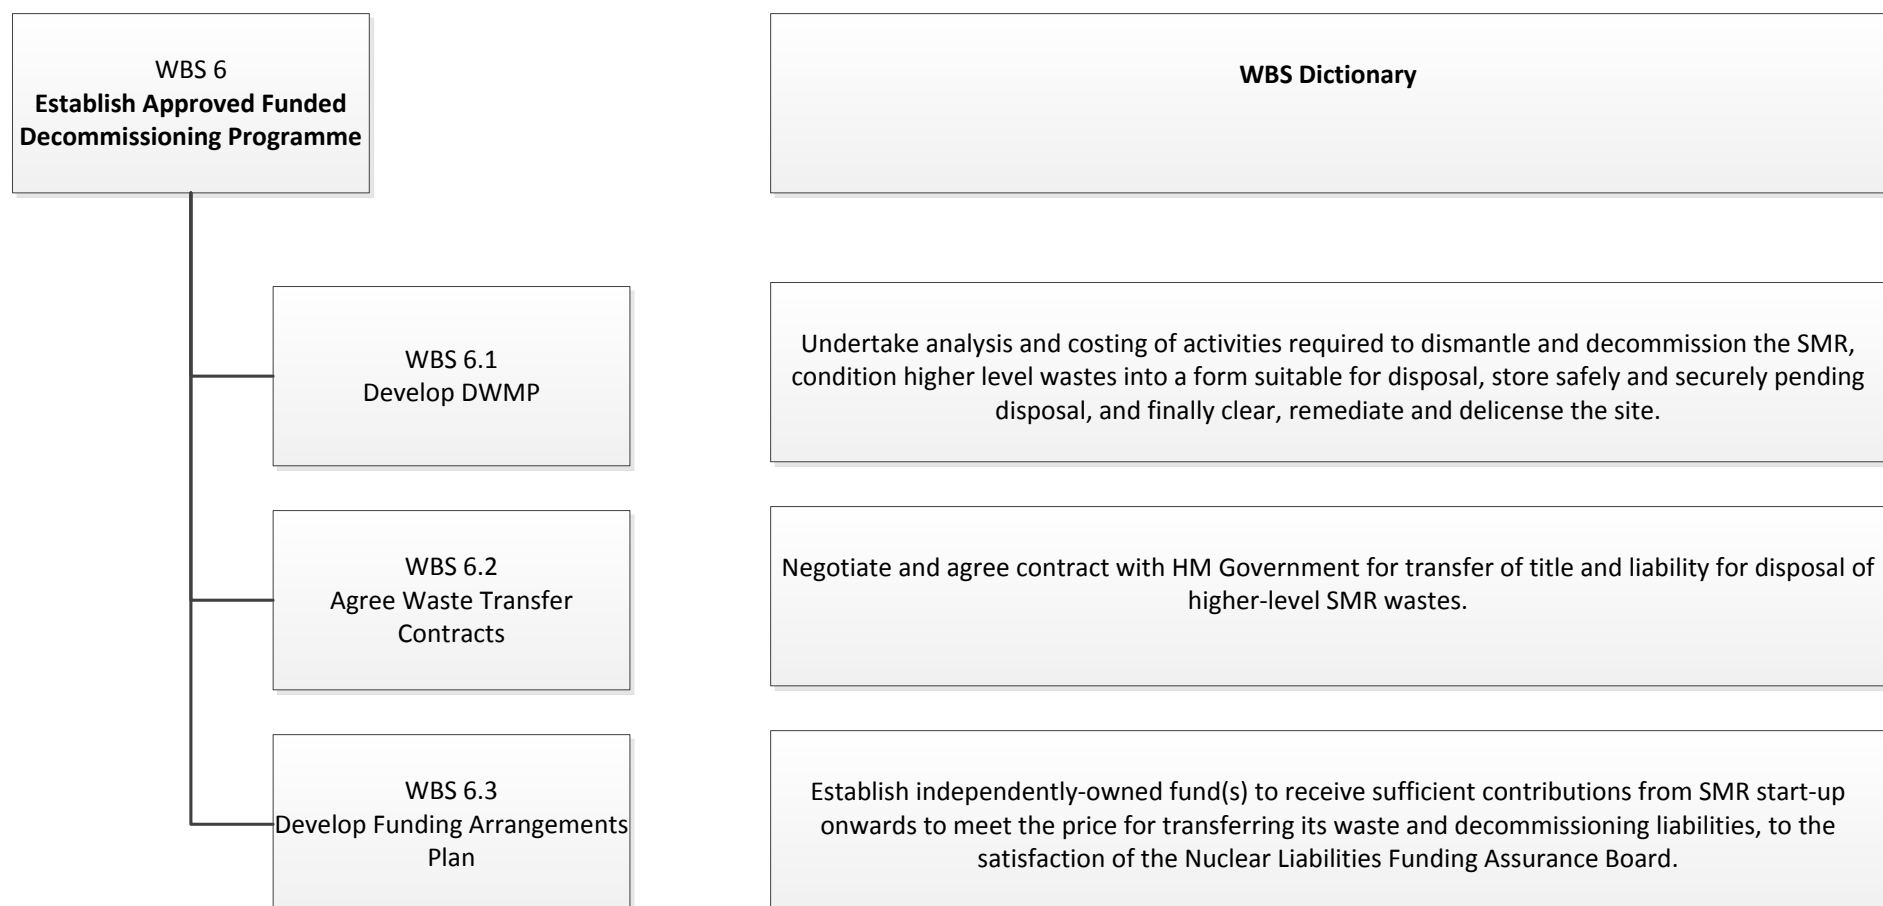 WBS 6
Establish Approved Funded
Decommissioning Programme
WBS Dictionary
WBS 6.1
Develop DWMP
Undertake analysis and costing of activities required to dismantle and decommission the SMR,
condition higher level wastes into a form suitable for disposal, store safely and securely pending
disposal, and finally clear, remediate and delicense the site.
WBS 6.2
Agree Waste Transfer
Contracts
Negotiate and agree contract with HM Government for transfer of title and liability for disposal of
higher-level SMR wastes.
WBS 6.3
Develop Funding Arrangements
Plan
Establish independently-owned fund(s) to receive sufficient contributions from SMR start-up
onwards to meet the price for transferring its waste and decommissioning liabilities, to the
satisfaction of the Nuclear Liabilities Funding Assurance Board.